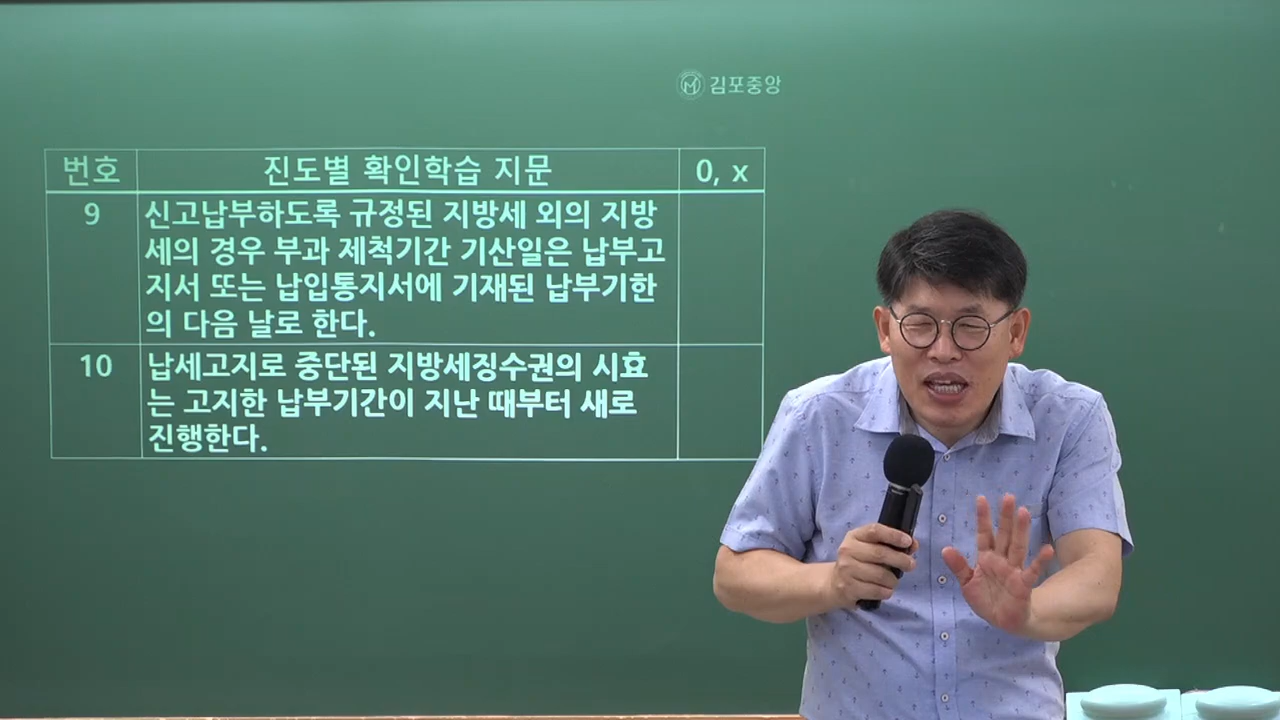 김포중앙
번호 진도별 확인학습 지문 0, x
9 신고납부하도록 규정된 지방세 외의 지방
세의 경우 부과 제척기간 기산일은 납부고
지서 또는 납입통지서에 기재된 납부기한
의 다음 날로 한다.
10 납세고지로 중단된 지방세징수권의 시효
는 고지한 납부기간이 지난 때부터 새로
진행한다.